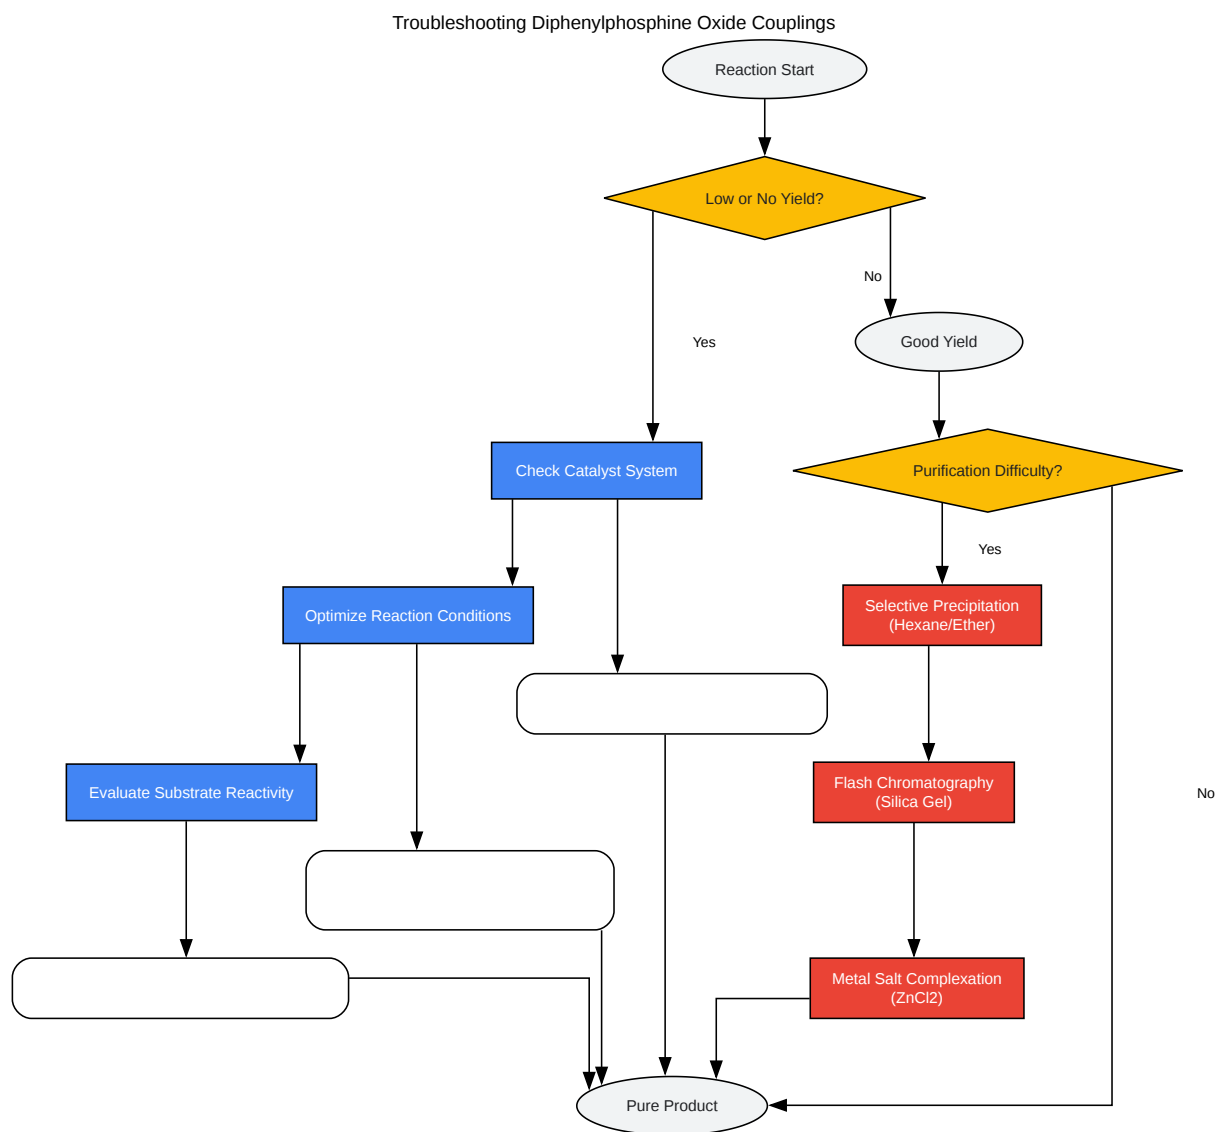 Troubleshooting Diphenylphosphine Oxide Couplings
Reaction Start
Low or No Yield?
No
Yes
Good Yield
Check Catalyst System
Purification Difficulty?
Yes
Optimize Reaction Conditions
Selective Precipitation
(Hexane/Ether)
Evaluate Substrate Reactivity
Flash Chromatography
(Silica Gel)
No
Metal Salt Complexation
(ZnCl2)
Pure Product